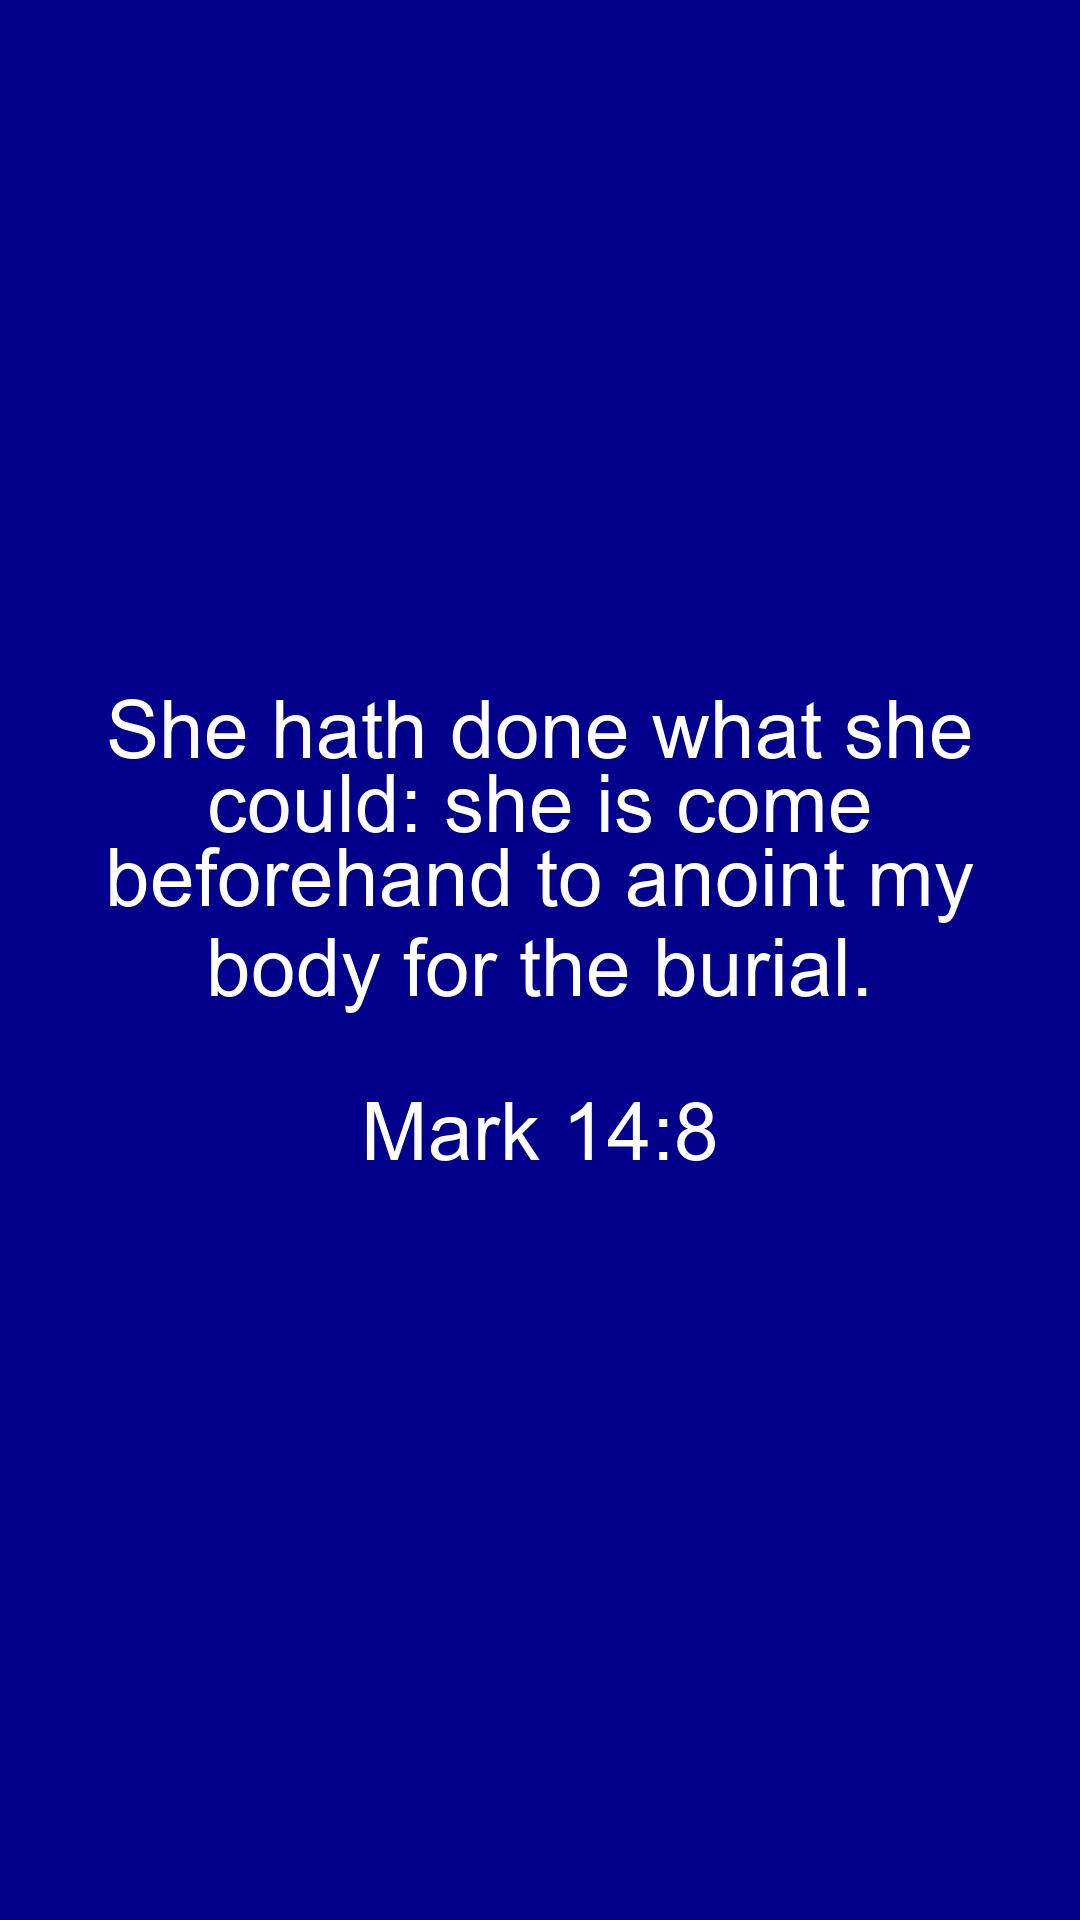 She hath done what she
could: she is come
beforehand to anoint my
body for the burial.
Mark 14:8